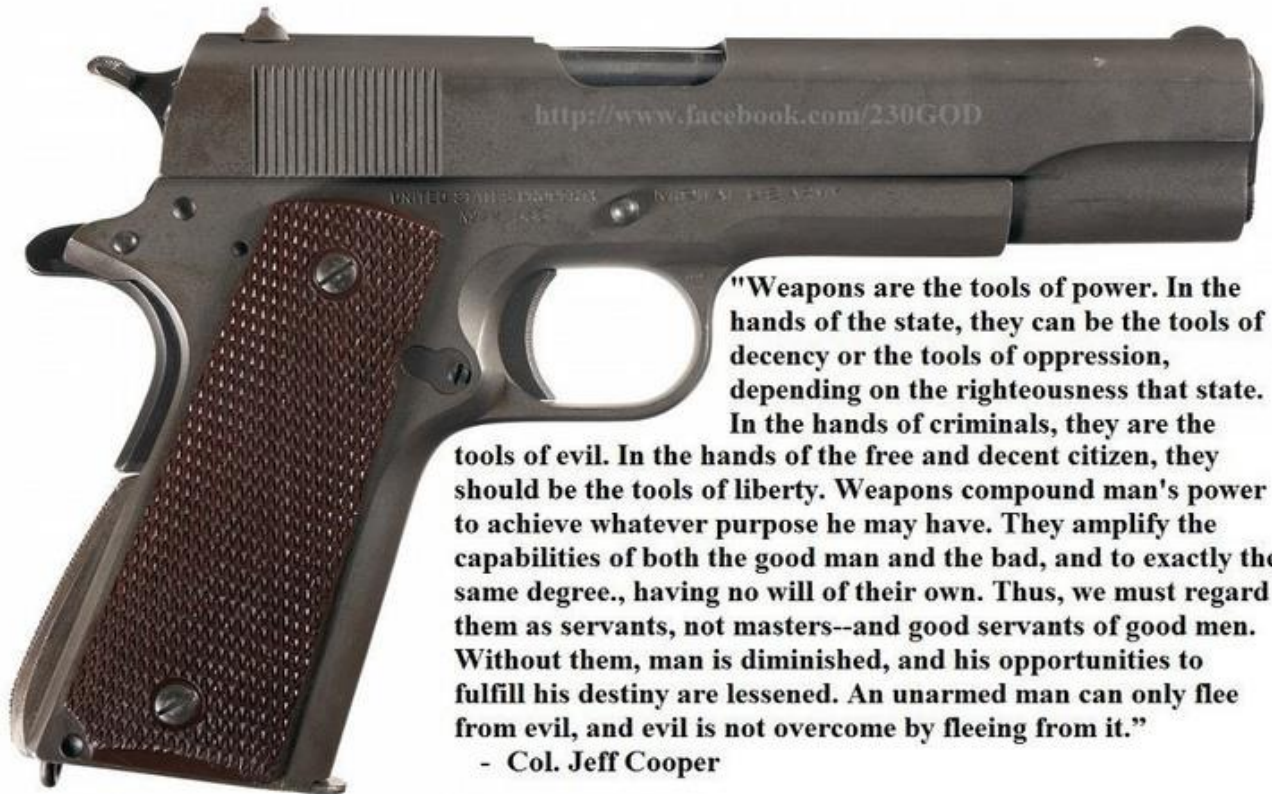 http://www.facebook.com/230GOD
UNITED STATES PROPERTY
"Weapons are the tools of power. In the
hands of the state, they can be the tools of
decency or the tools of oppression,
depending on the righteousness that state.
In the hands of criminals, they are the
tools of evil. In the hands of the free and decent citizen, they
should be the tools of liberty. Weapons compound man's power
to achieve whatever purpose he may have. They amplify the
capabilities of both the good man and the bad, and to exactly the
same degree., having no will of their own. Thus, we must regard
them as servants, not masters--and good servants of good men.
Without them, man is diminished, and his opportunities to
fulfill his destiny are lessened. An unarmed man can only flee
from evil, and evil is not overcome by fleeing from it.”
- Col. Jeff Cooper